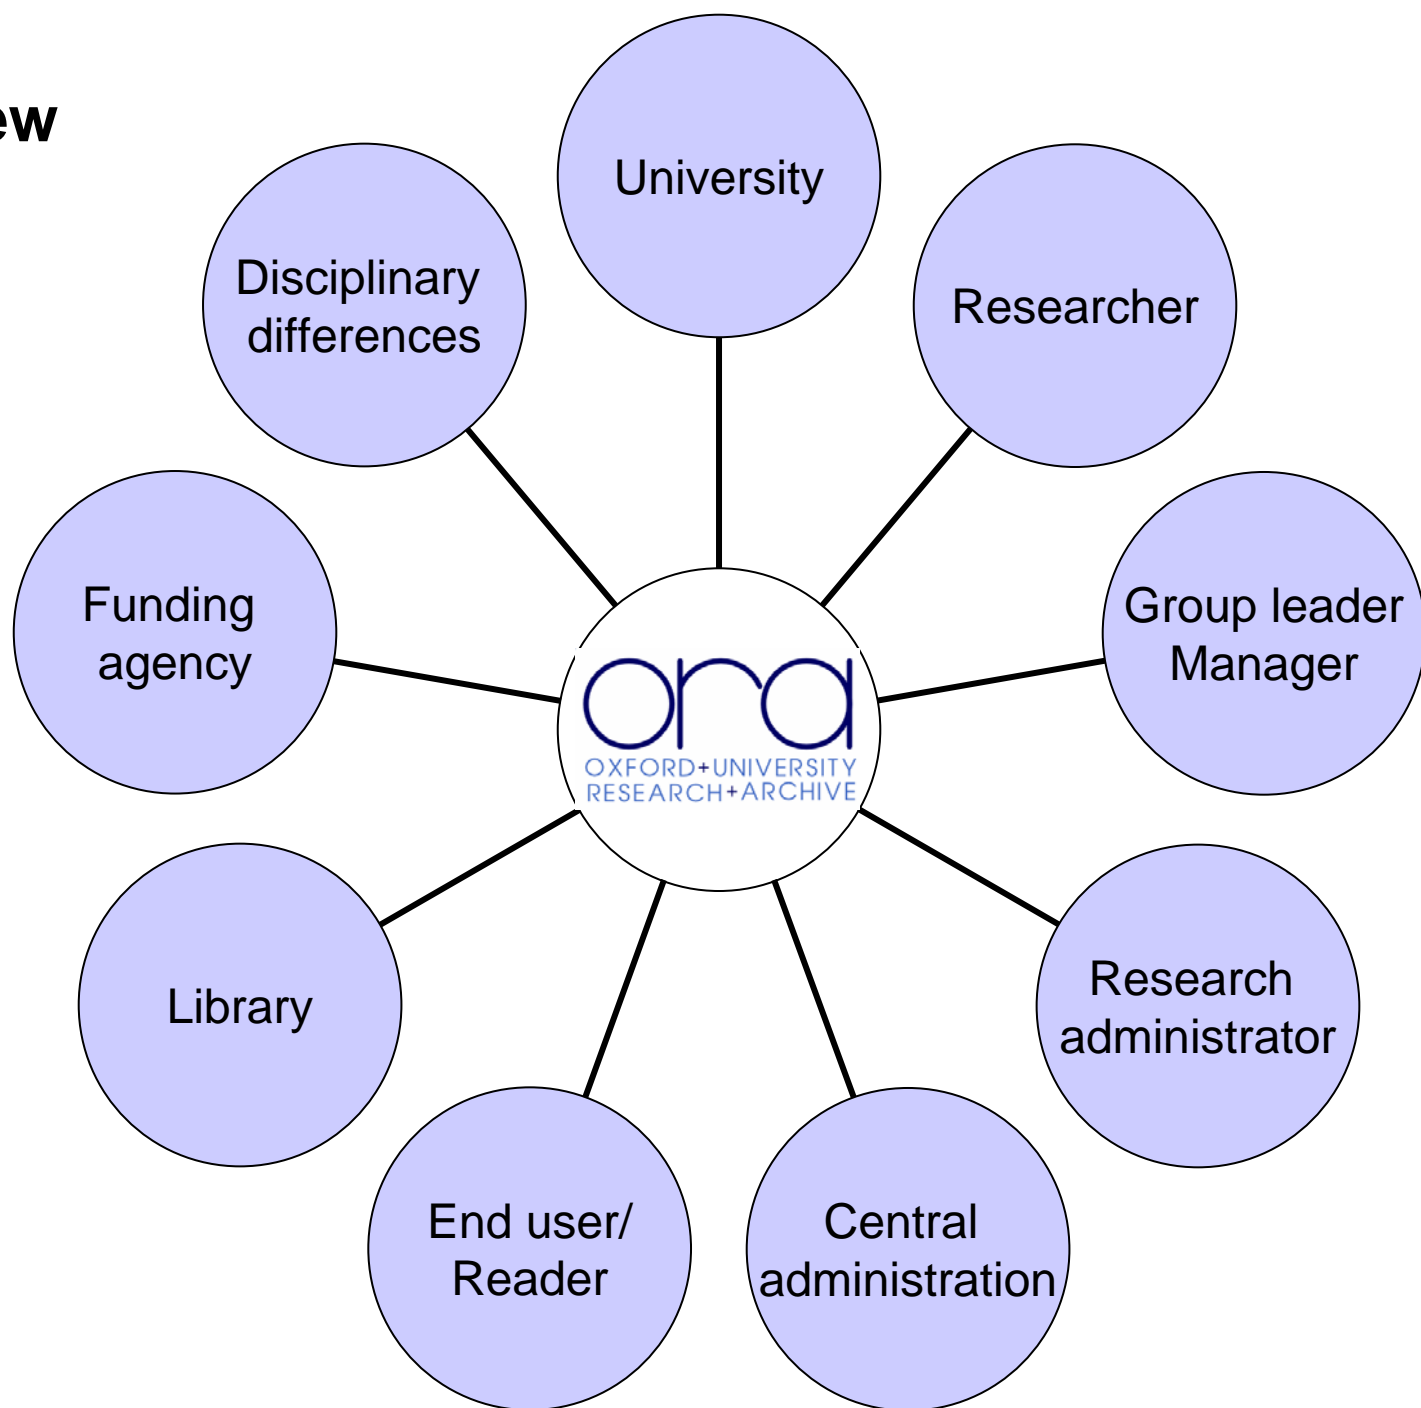 ew
University
Disciplinary
differences
Researcher
Funding
agency
Group leader
Manager
ora
OXFORD+UNIVERSITY
RESEARCH+ARCHIVE
Library
Research
administrator
End user/
Reader
Central
administration